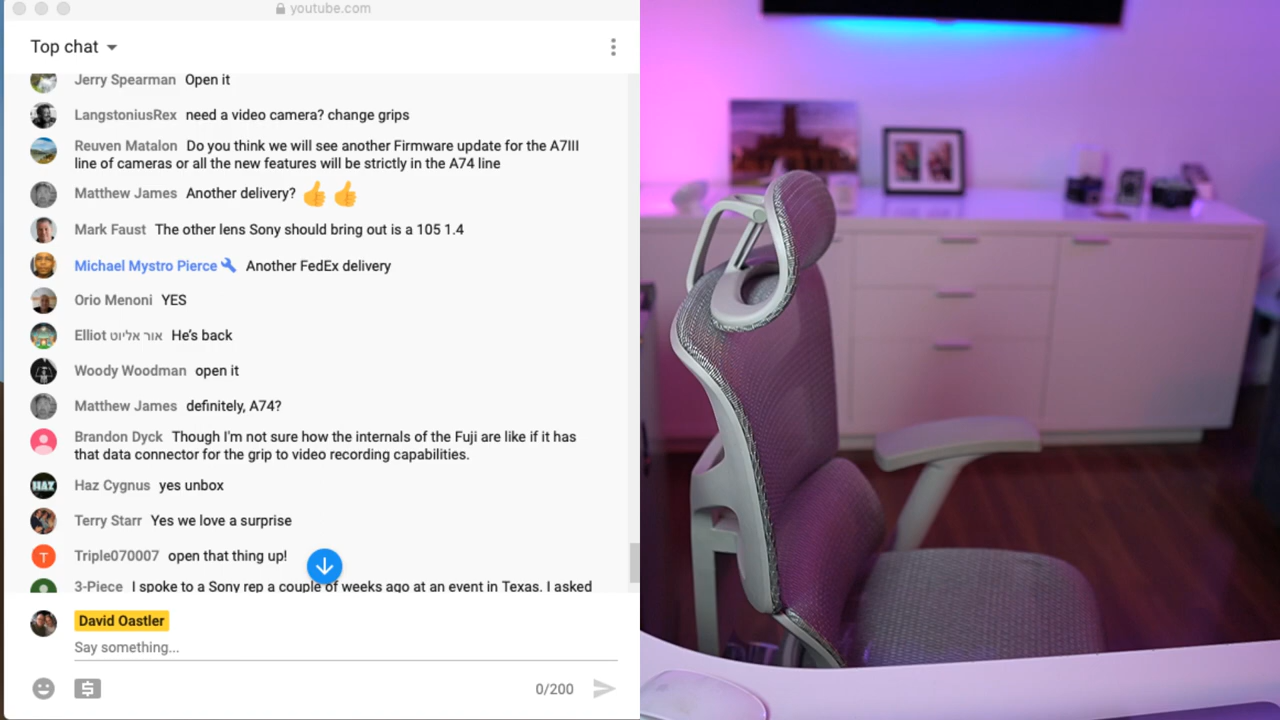 youtube.com
Top chat
Jerry Spearman Open it
LangstoniusRex need a video camera? change grips
Reuven Matalon Do you think we will see another Firmware update for the A7III
line of cameras or all the new features will be strictly in the A74 line
Matthew James Another delivery? 👍 👍
Mark Faust The other lens Sony should bring out is a 105 1.4
Michael Mystro Pierce Another FedEx delivery
Orio Menoni YES
Elliot אור אליוט He's back
Woody Woodman open it
Matthew James definitely, A74?
Brandon Dyck Though I'm not sure how the internals of the Fuji are like if it has
that data connector for the grip to video recording capabilities.
HAZ
Haz Cygnus yes unbox
Terry Starr Yes we love a surprise
T
Triple070007 open that thing up!
3-Piece I spoke to a Sony rep a couple of weeks ago at an event in Texas. I asked
David Oastler
Say something...
$
0/200